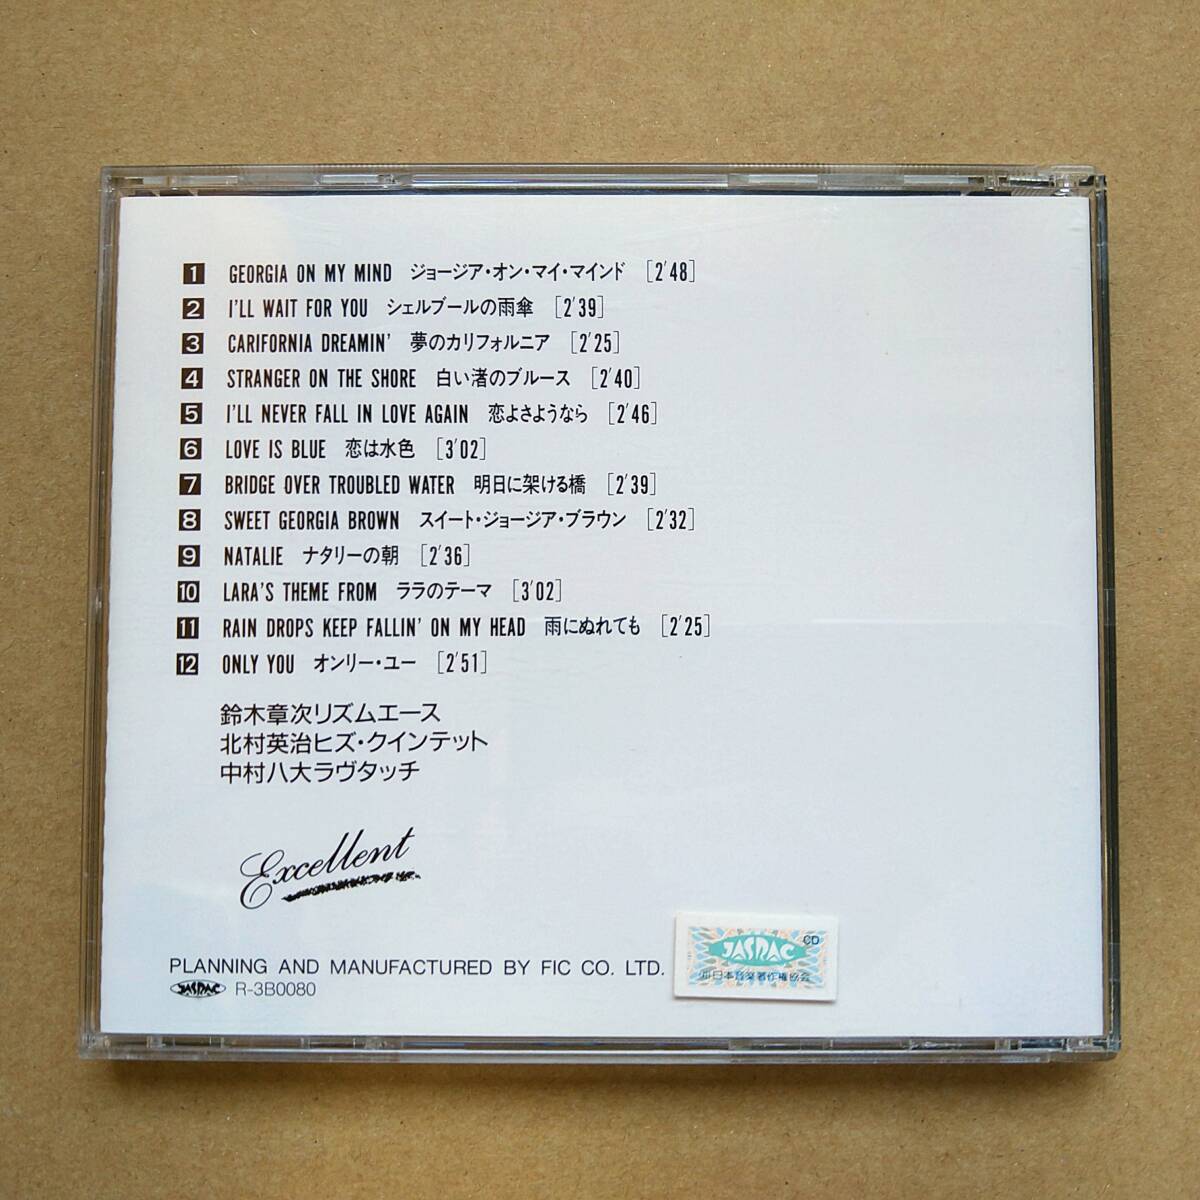 1 GEORGIA ON MY MIND ジョージア・オン・マイ・マインド [2'48]
2 I'LL WAIT FOR YOU シェルブールの雨傘 [2'39]
3 CARIFORNIA DREAMIN' 夢のカリフォルニア [2'25]
4 STRANGER ON THE SHORE 白い渚のブルース [2'40]
5 I'LL NEVER FALL IN LOVE AGAIN 恋よさようなら [2'46]
6 LOVE IS BLUE 恋は水色 [3'02]
7 BRIDGE OVER TROUBLED WATER 明日に架ける橋 [2'39]
8 SWEET GEORGIA BROWN スイート・ジョージア・ブラウン [2'32]
9 NATALIE ナタリーの朝 [2'36]
10 LARA'S THEME FROM ララのテーマ [3'02]
11 RAIN DROPS KEEP FALLIN' ON MY HEAD 雨にぬれても [2'25]
12 ONLY YOU オンリー・ユー [2'51]
鈴木章次リズムエース
北村英治ヒズ・クインテット
中村八大ラヴタッチ
Excellent
PLANNING AND MANUFACTURED BY FIC CO. LTD.
JASRAC R-3B0080
JASRAC CD
日本音楽著作権協会